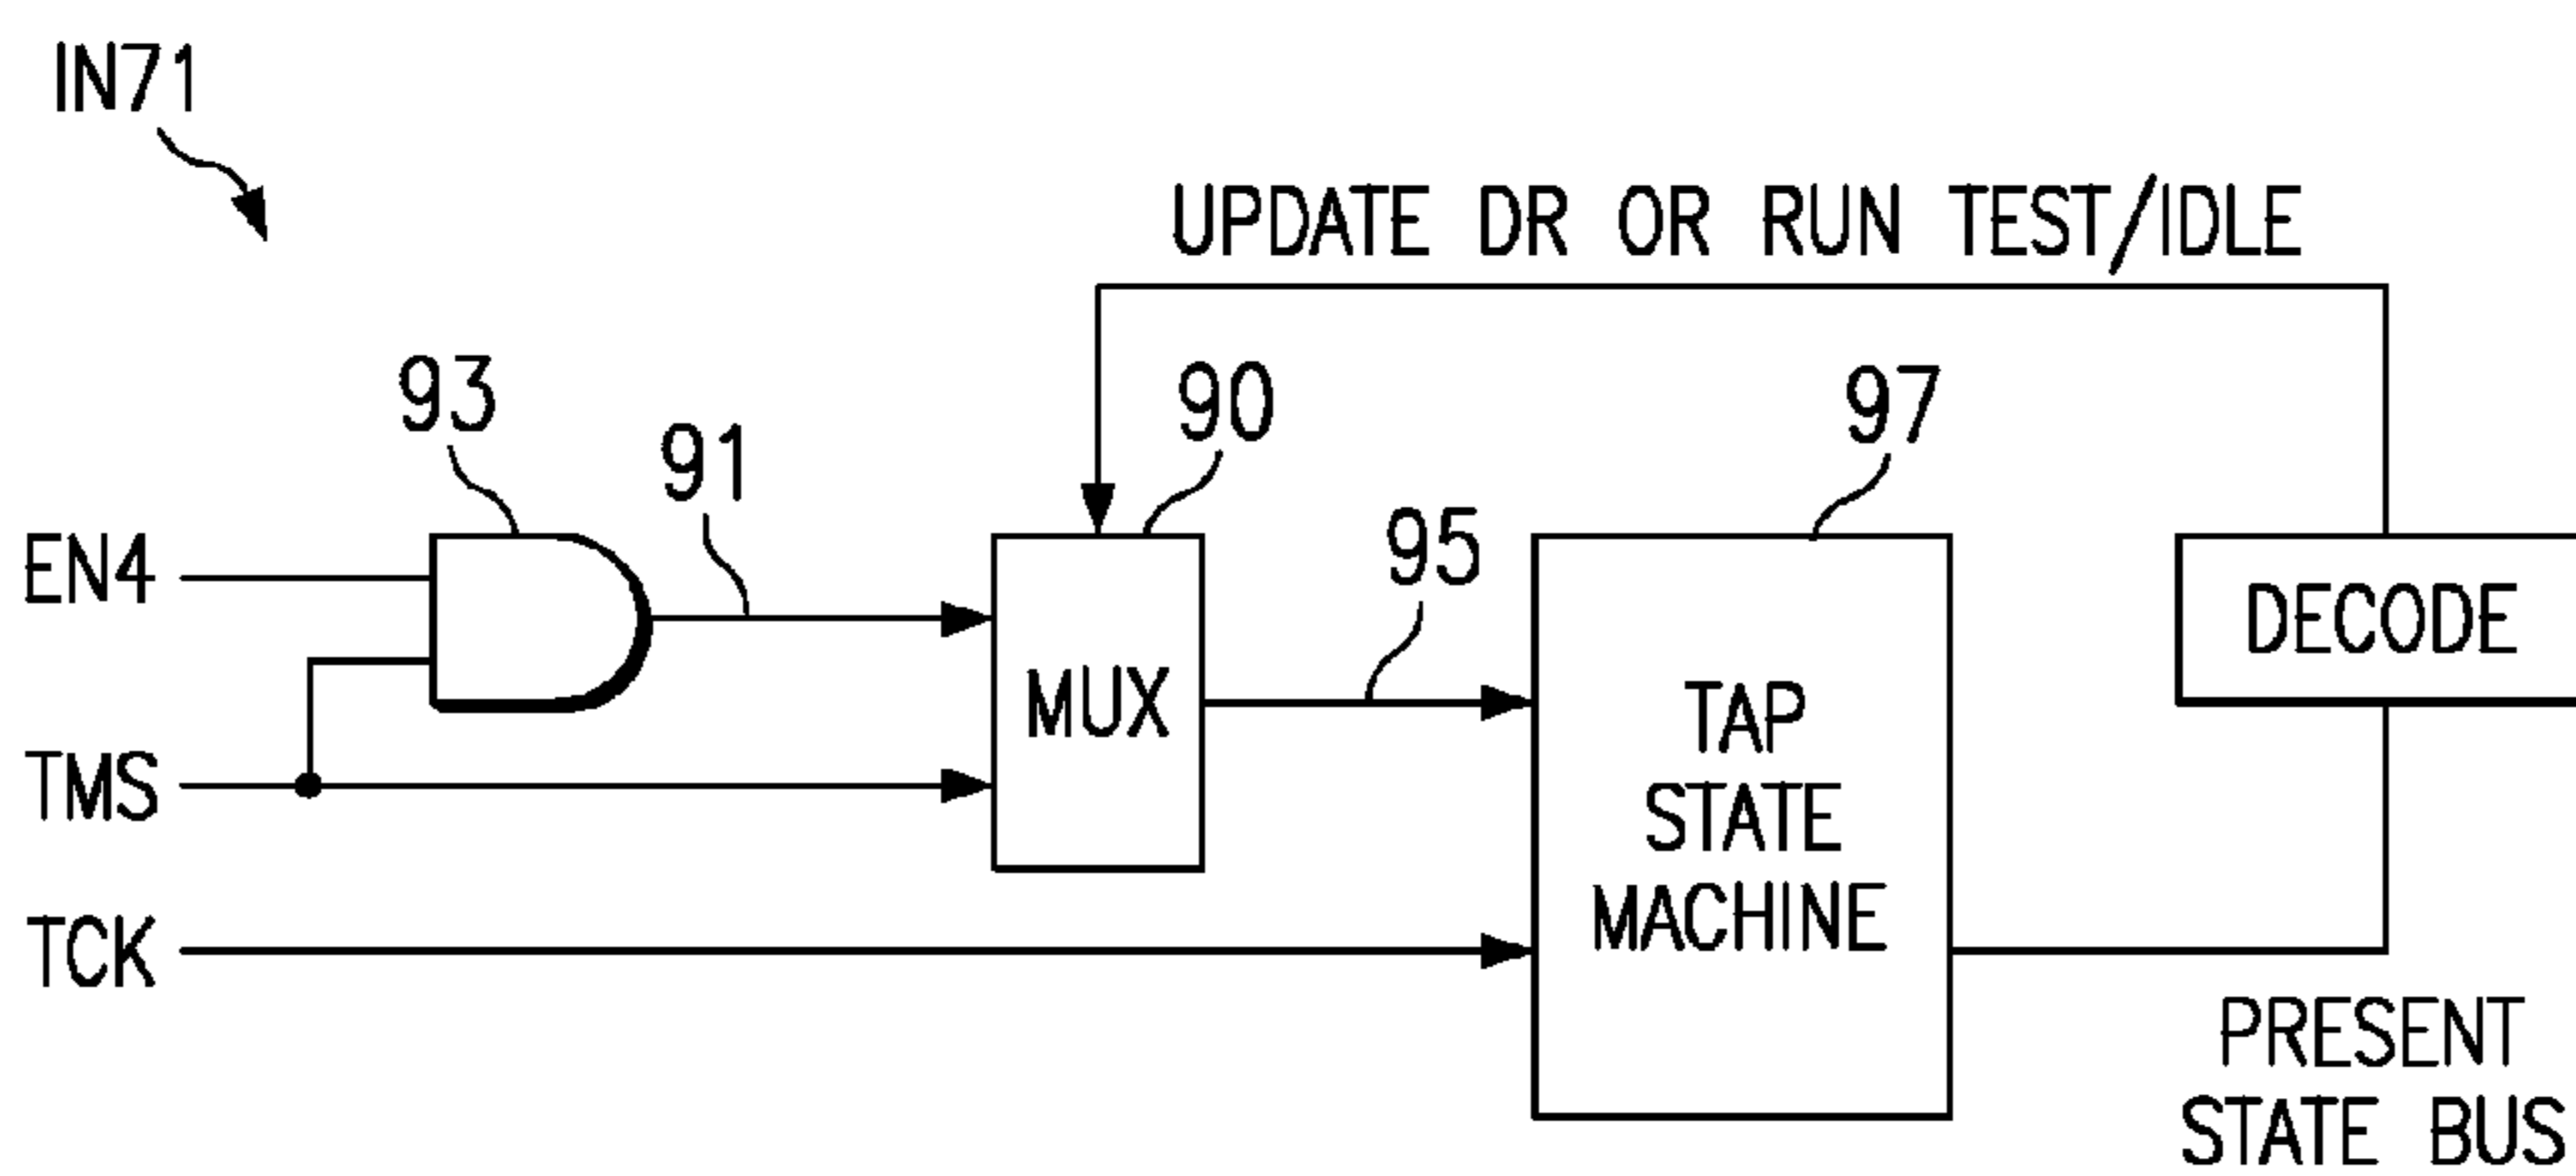 IN71
UPDATE DR OR RUN TEST/IDLE
93
91
90
97
95
EN4
TMS
TCK
MUX
TAP
STATE
MACHINE
DECODE
PRESENT
STATE BUS